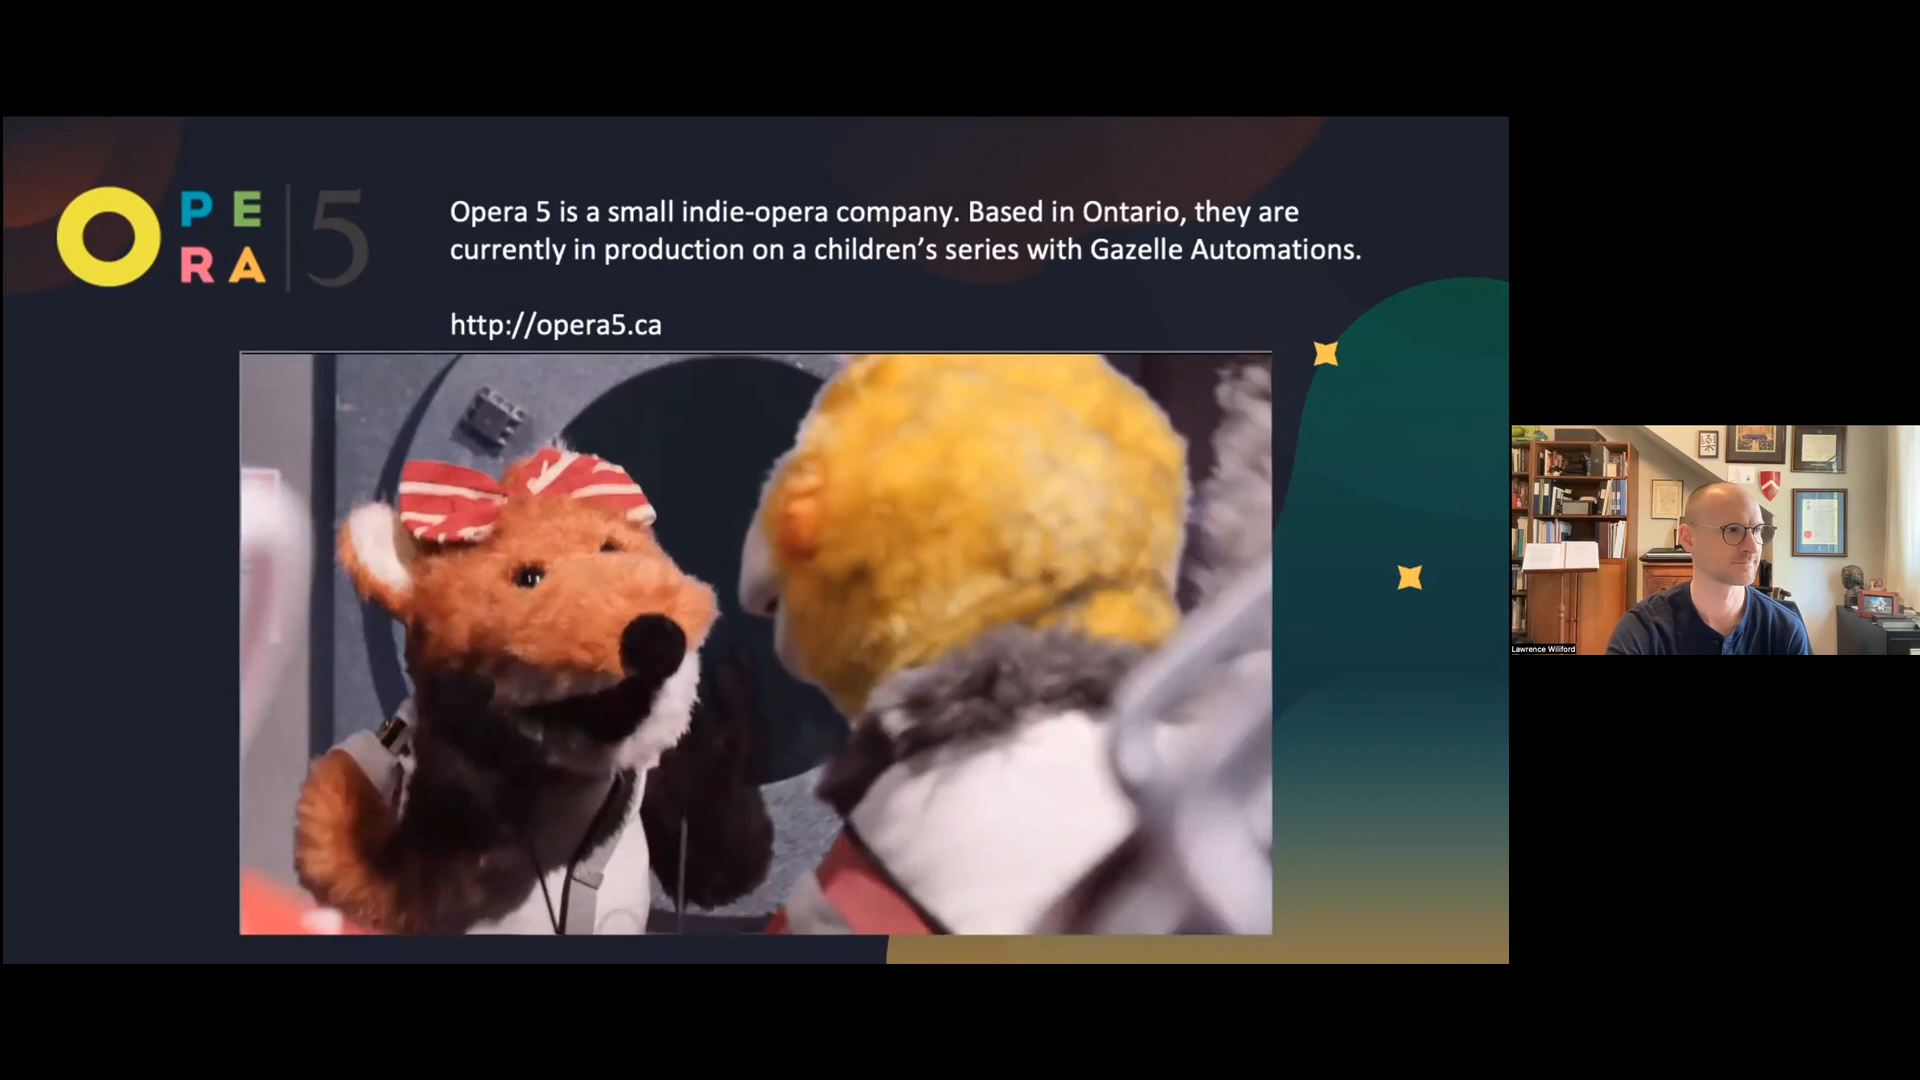 OPERA|5
Opera 5 is a small indie-opera company. Based in Ontario, they are
currently in production on a children’s series with Gazelle Automations.
http://opera5.ca
Lawrence Wiliford